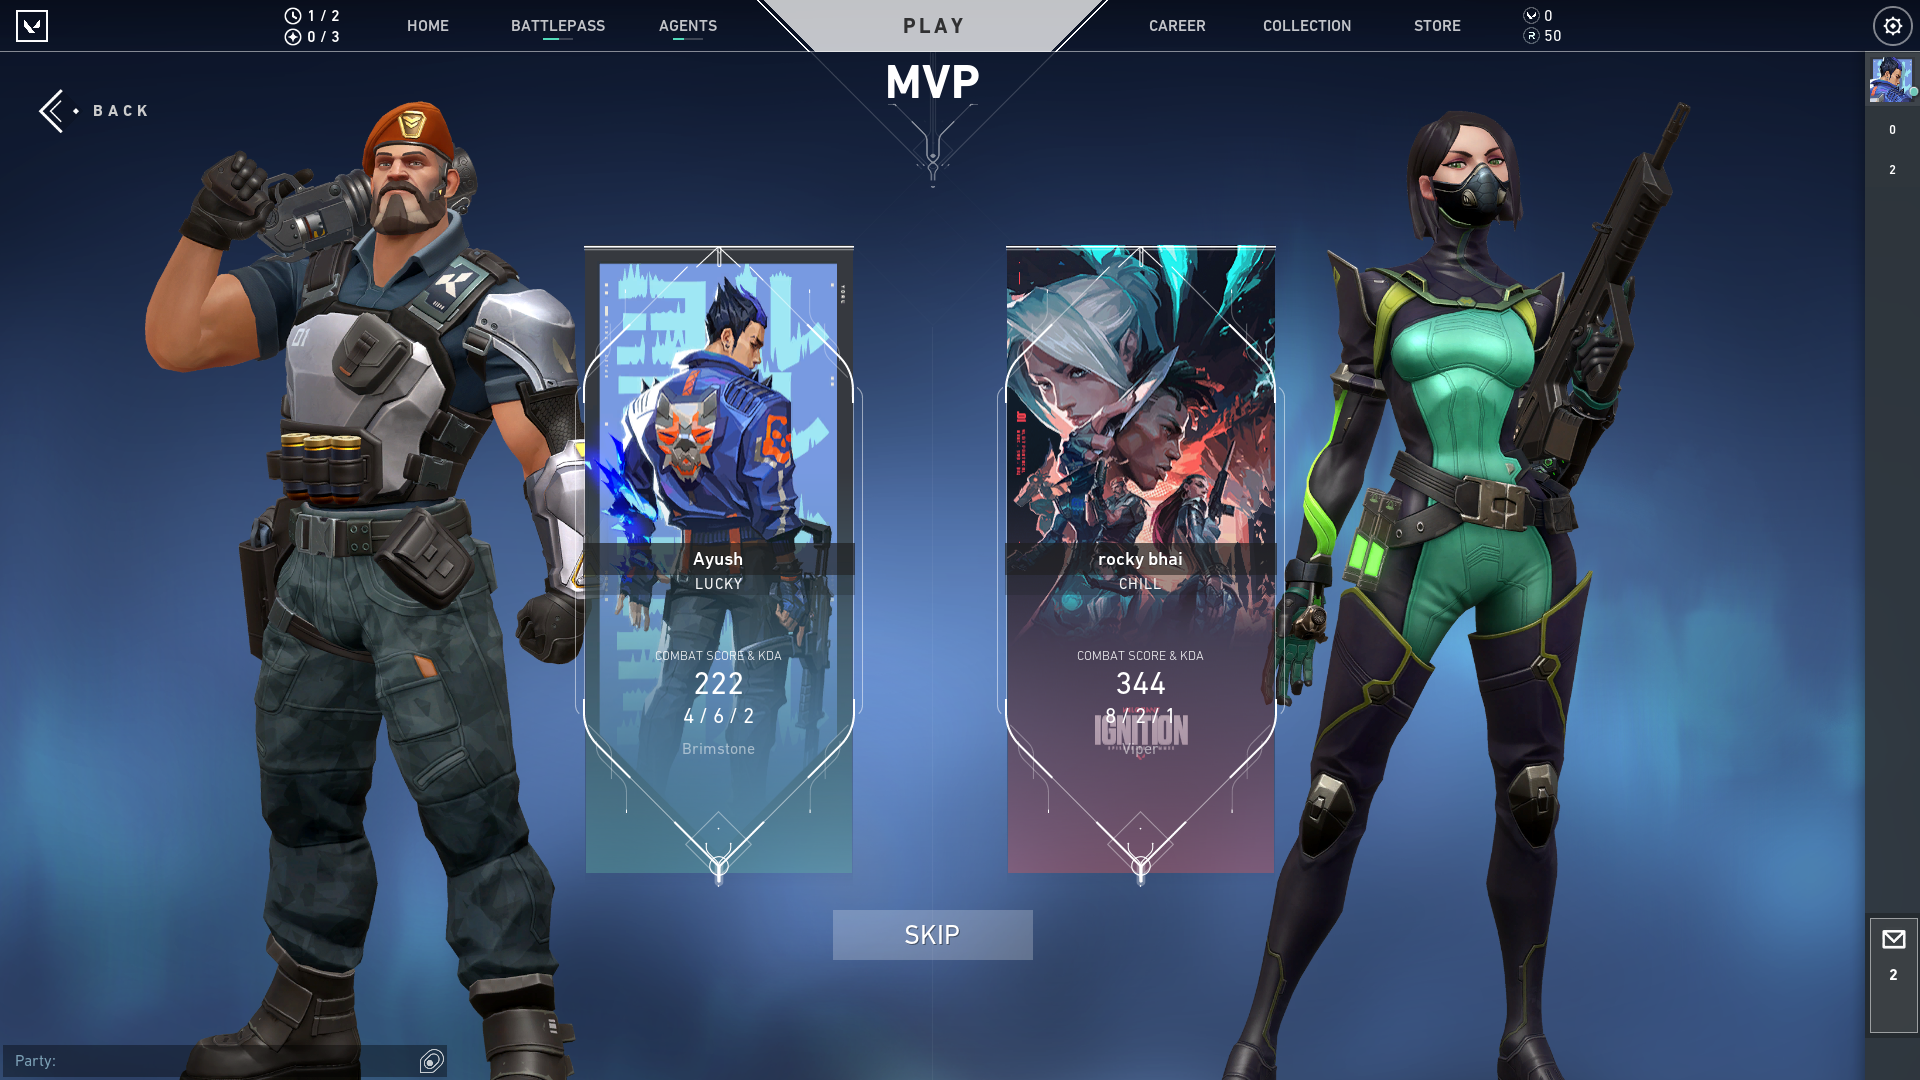 1 / 2
0 / 3
HOME
BATTLEPASS
AGENTS
PLAY
CAREER
COLLECTION
STORE
0
50
MVP
BACK
0
2
01
Ayush
LUCKY
COMBAT SCORE & KDA
222
4 / 6 / 2
Brimstone
rocky bhai
CHILL
COMBAT SCORE & KDA
344
8 / 2 / 1
IGNITION
Viper
SKIP
2
Party: